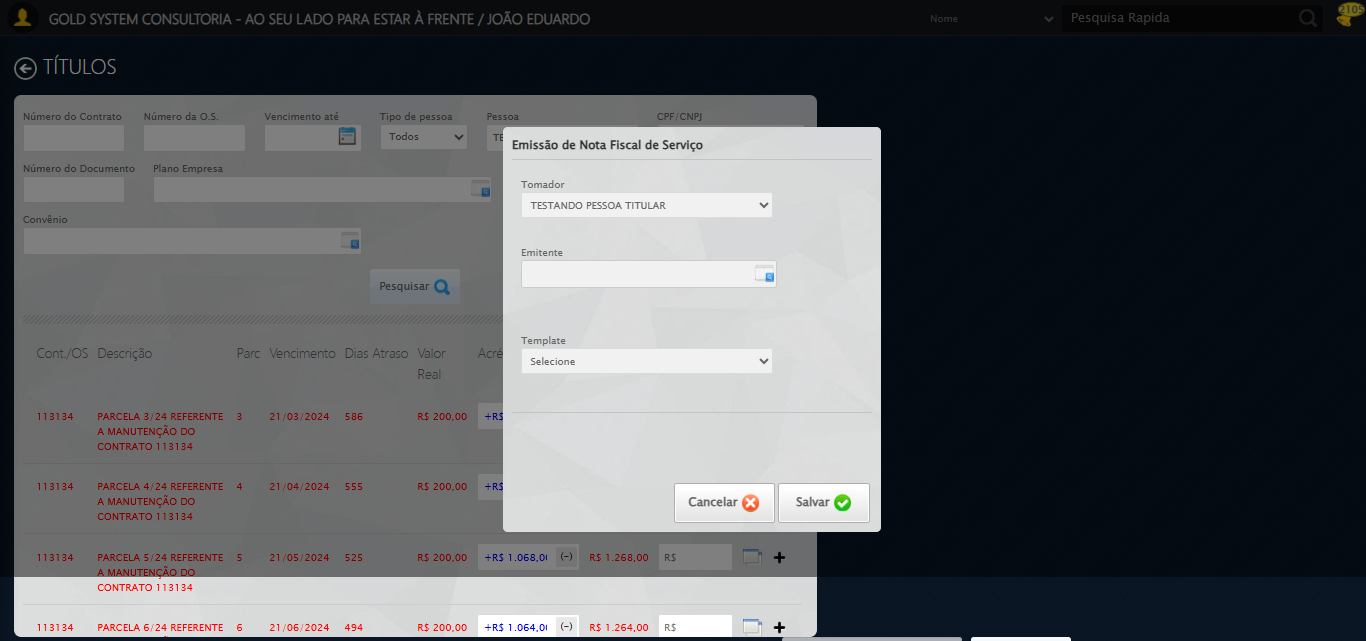 GOLD SYSTEM CONSULTORIA - AO SEU LADO PARA ESTAR À FRENTE / JOÃO EDUARDO
Nome
Pesquisa Rapida
2105
TÍTULOS
Número do Contrato
Número da O.S.
Vencimento até
Tipo de pessoa
Pessoa
CPF/CNPJ
Todos
TE
Número do Documento
Plano Empresa
Convênio
Pesquisar
Emissão de Nota Fiscal de Serviço
Tomador
TESTANDO PESSOA TITULAR
Emitente
Template
Selecione
Cancelar
Salvar
Cont./OS Descrição Parc Vencimento Dias Atraso Valor Real Acré
113134 PARCELA 3/24 REFERENTE 3 21/03/2024 586 R$ 200,00 +R$
A MANUTENÇÃO DO
CONTRATO 113134
113134 PARCELA 4/24 REFERENTE 4 21/04/2024 555 R$ 200,00 +R$
A MANUTENÇÃO DO
CONTRATO 113134
113134 PARCELA 5/24 REFERENTE 5 21/05/2024 525 R$ 200,00 +R$ 1.068,0 (-) R$ 1.268,00 R$
A MANUTENÇÃO DO
CONTRATO 113134
113134 PARCELA 6/24 REFERENTE 6 21/06/2024 494 R$ 200,00 +R$ 1.064,0 (-) R$ 1.264,00 R$